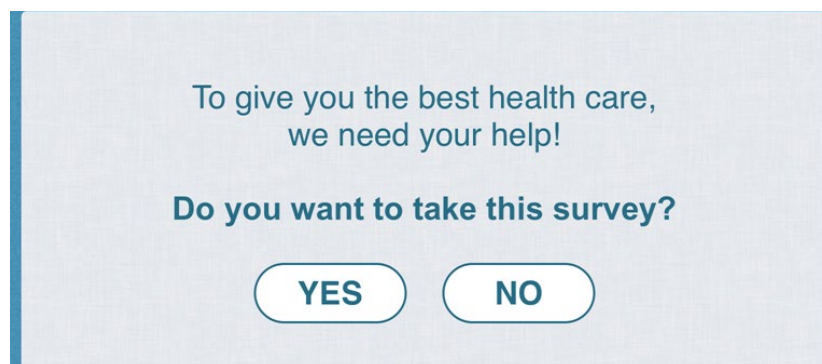 To give you the best health care,
we need your help!
Do you want to take this survey?
YES NO